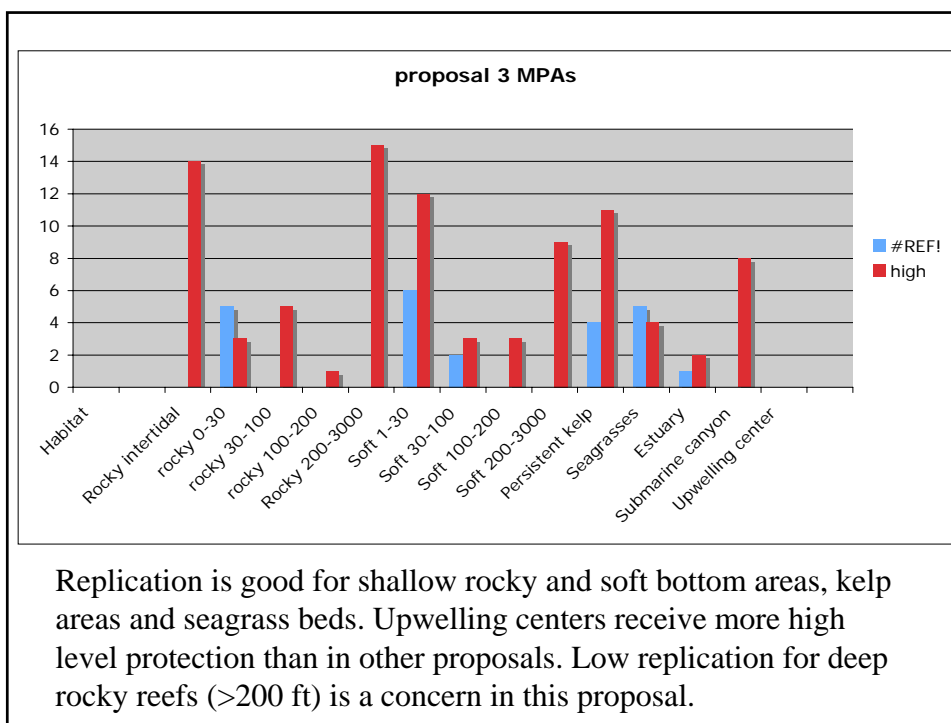 proposal 3 MPAs
16
14
12
10
8
6
4
2
0
Habitat
Rocky intertidal
rocky 0-30
rocky 30-100
rocky 100-200
Rocky 200-3000
Soft 1-30
Soft 30-100
Soft 100-200
Soft 200-3000
Persistent kelp
Seagrasses
Estuary
Submarine canyon
Upwelling center
#REF!
high
Replication is good for shallow rocky and soft bottom areas, kelp
areas and seagrass beds. Upwelling centers receive more high
level protection than in other proposals. Low replication for deep
rocky reefs (>200 ft) is a concern in this proposal.